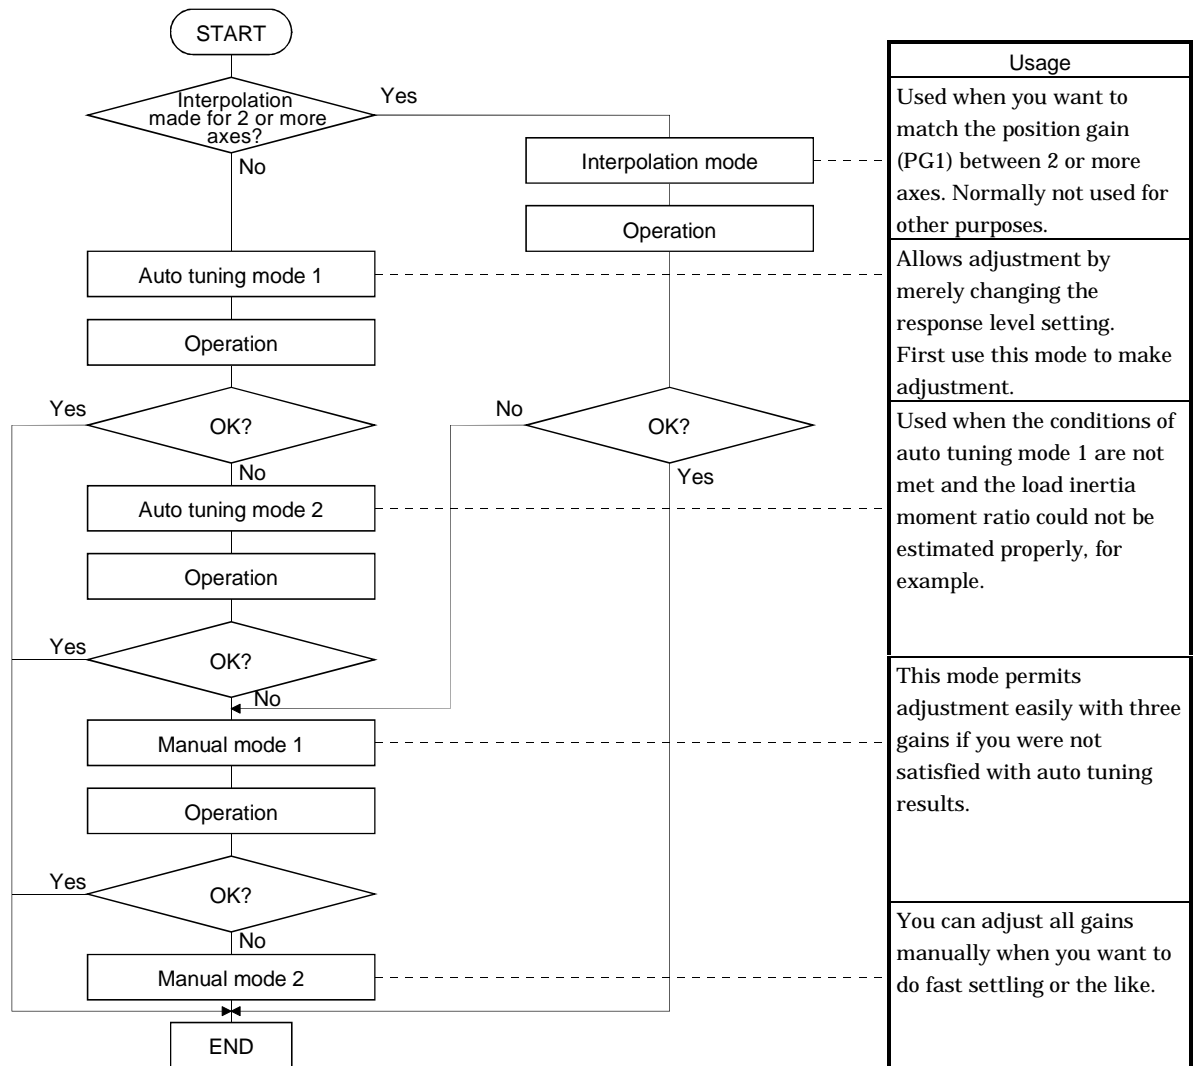 START
Interpolation
made for 2 or more
axes?
Yes
No
Interpolation mode
Operation
Auto tuning mode 1
Operation
Yes
OK?
No
No
OK?
Yes
Auto tuning mode 2
Operation
Yes
OK?
No
Manual mode 1
Operation
Yes
OK?
No
Manual mode 2
END
Usage
Used when you want to
match the position gain
(PG1) between 2 or more
axes. Normally not used for
other purposes.
Allows adjustment by
merely changing the
response level setting.
First use this mode to make
adjustment.
Used when the conditions of
auto tuning mode 1 are not
met and the load inertia
moment ratio could not be
estimated properly, for
example.
This mode permits
adjustment easily with three
gains if you were not
satisfied with auto tuning
results.
You can adjust all gains
manually when you want to
do fast settling or the like.